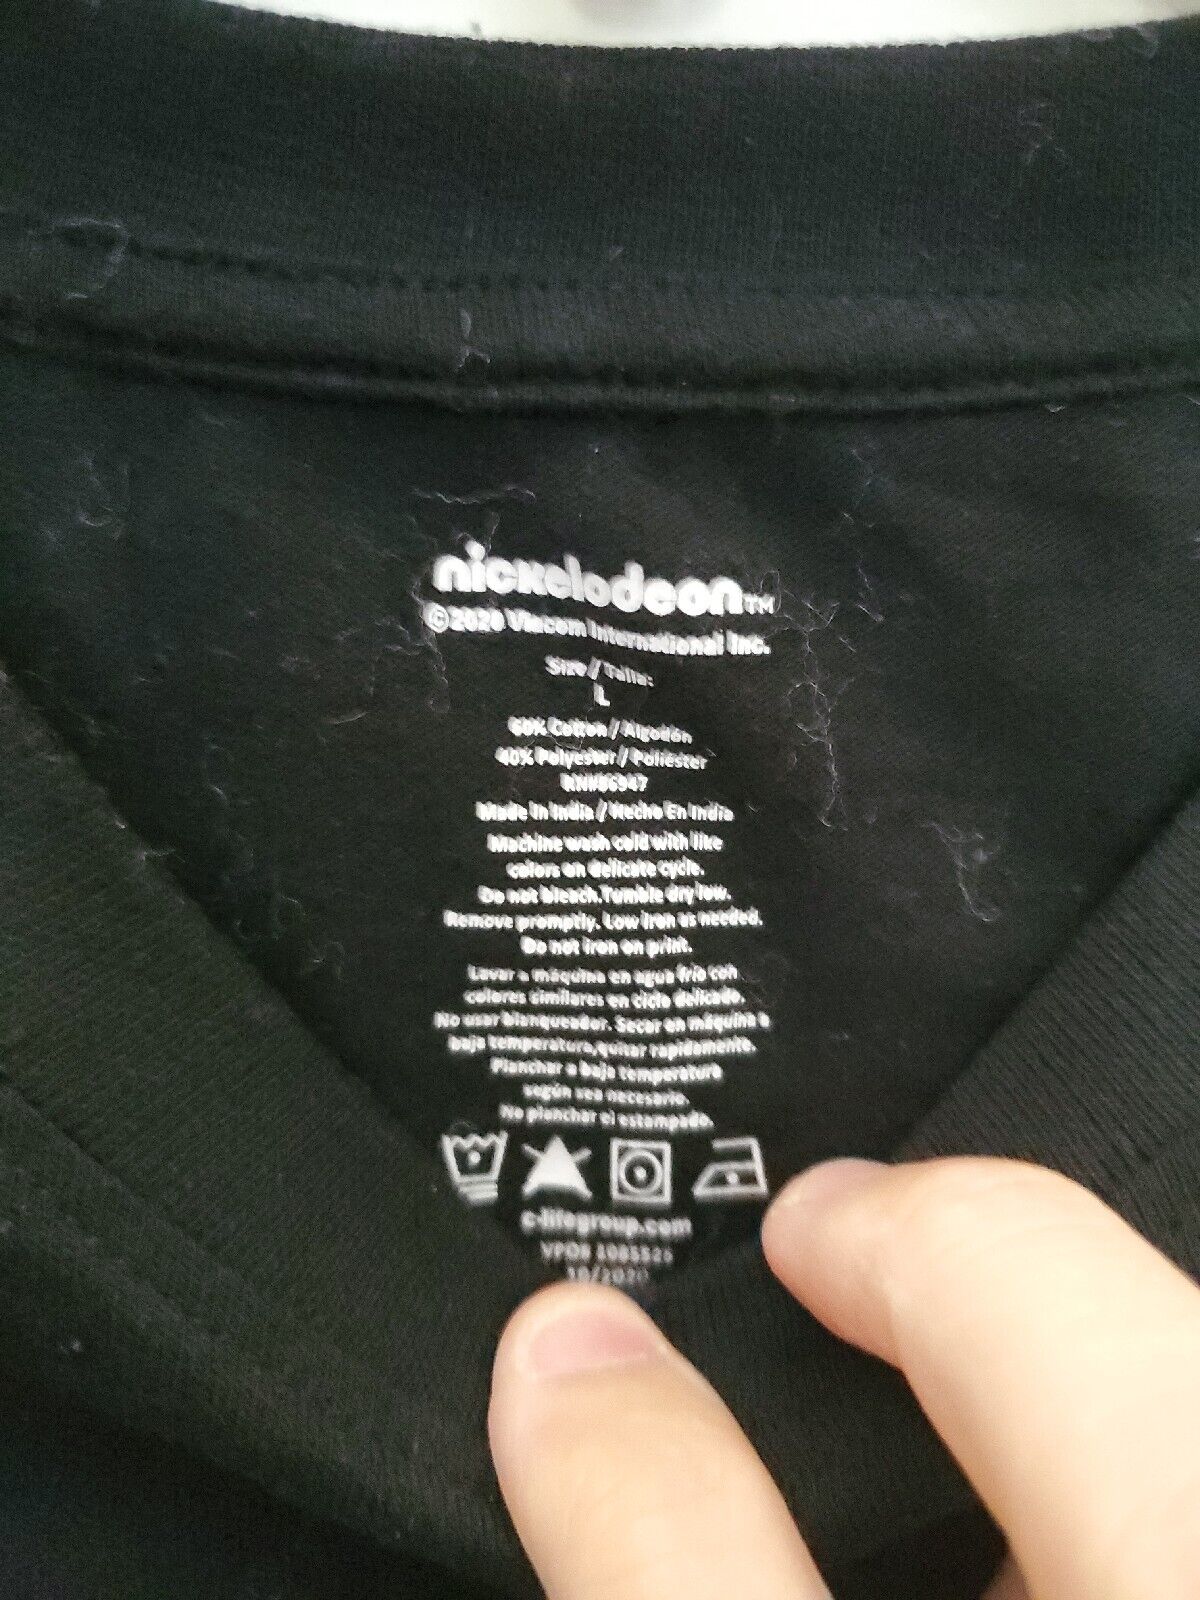 nickelodeon™
©2020 Viacom International Inc.
Size // Talla:
L
60% Cotton // Algodón
40% Polyester // Poliéster
RN#86947
Made In India // Hecho En India
Machine wash cold with like
colors on delicate cycle.
Do not bleach. Tumble dry low.
Remove promptly. Low iron as needed.
Do not iron on print.
Lavar a máquina en agua fría con
colores similares en ciclo delicado.
No usar blanqueador. Secar en máquina a
baja temperatura, quitar rapidamente.
Planchar a baja temperatura
según sea necesario.
No planchar el estampado.
c-lifegroup.com
10/2020